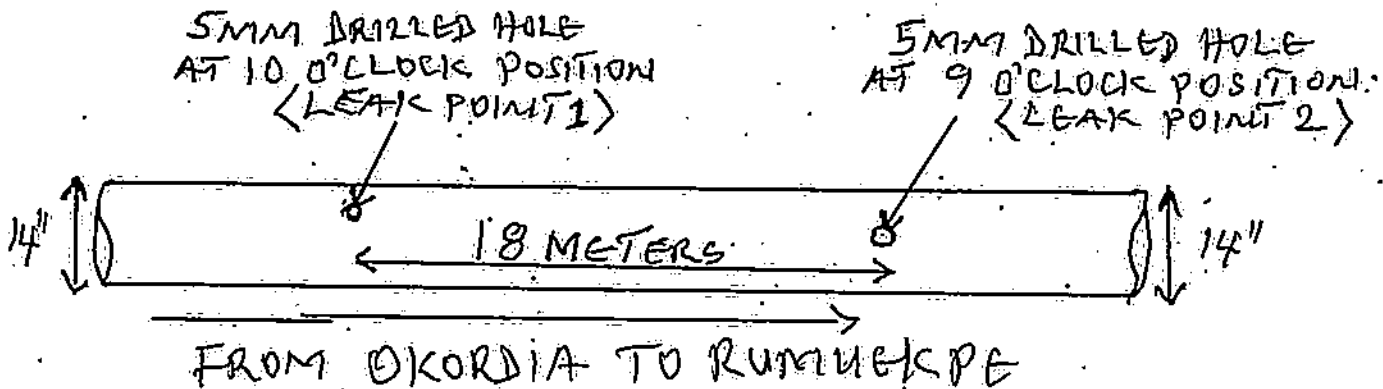 5MM DRILLED HOLE
AT 10 O'CLOCK POSITION
<LEAK POINT 1>
5MM DRILLED HOLE
AT 9 O'CLOCK POSITION.
<LEAK POINT 2>
14"
18 METERS
14"
FROM OKORDIA TO RUMUEKPE